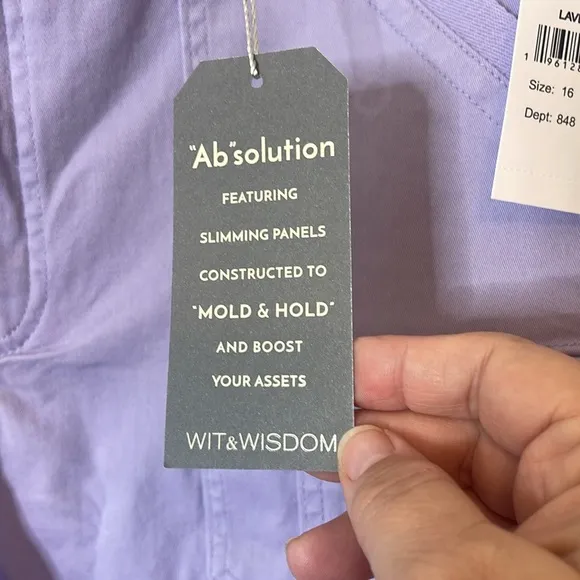 "Ab"solution
FEATURING
SLIMMING PANELS
CONSTRUCTED TO
"MOLD & HOLD"
AND BOOST
YOUR ASSETS
WIT&WISDOM
Size: 16
Dept: 848